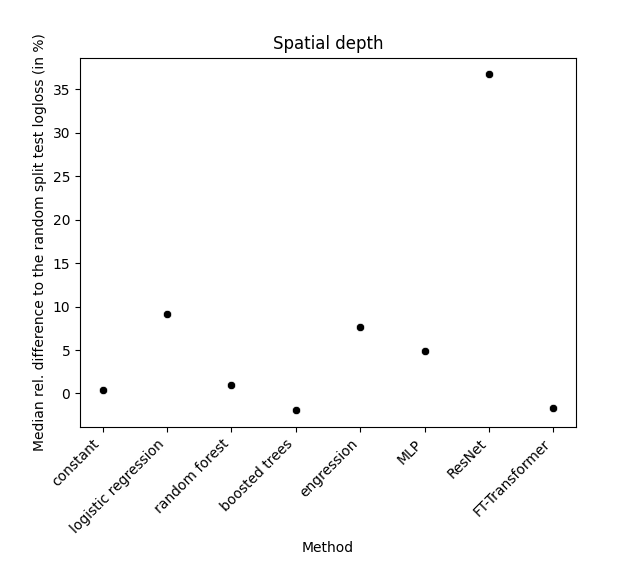 Spatial depth
Median rel. difference to the random split test logloss (in %)
35
30
25
20
15
10
5
0
constant
logistic regression
random forest
boosted trees
engression
MLP
ResNet
FT-Transformer
Method